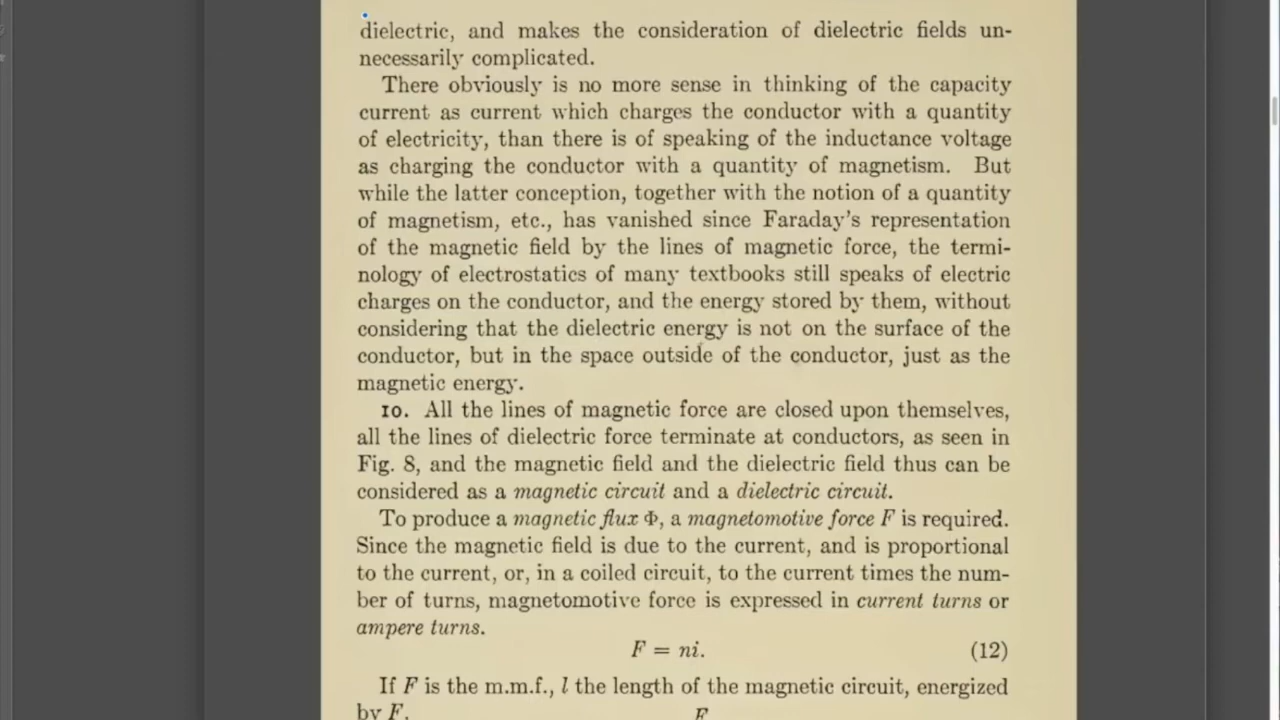 dielectric, and makes the consideration of dielectric fields un-
necessarily complicated.
There obviously is no more sense in thinking of the capacity
current as current which charges the conductor with a quantity
of electricity, than there is of speaking of the inductance voltage
as charging the conductor with a quantity of magnetism. But
while the latter conception, together with the notion of a quantity
of magnetism, etc., has vanished since Faraday's representation
of the magnetic field by the lines of magnetic force, the termi-
nology of electrostatics of many textbooks still speaks of electric
charges on the conductor, and the energy stored by them, without
considering that the dielectric energy is not on the surface of the
conductor, but in the space outside of the conductor, just as the
magnetic energy.
10. All the lines of magnetic force are closed upon themselves,
all the lines of dielectric force terminate at conductors, as seen in
Fig. 8, and the magnetic field and the dielectric field thus can be
considered as a magnetic circuit and a dielectric circuit.
To produce a magnetic flux Φ, a magnetomotive force F is required.
Since the magnetic field is due to the current, and is proportional
to the current, or, in a coiled circuit, to the current times the num-
ber of turns, magnetomotive force is expressed in current turns or
ampere turns.
F = ni. (12)
If F is the m.m.f., l the length of the magnetic circuit, energized
by F,
F